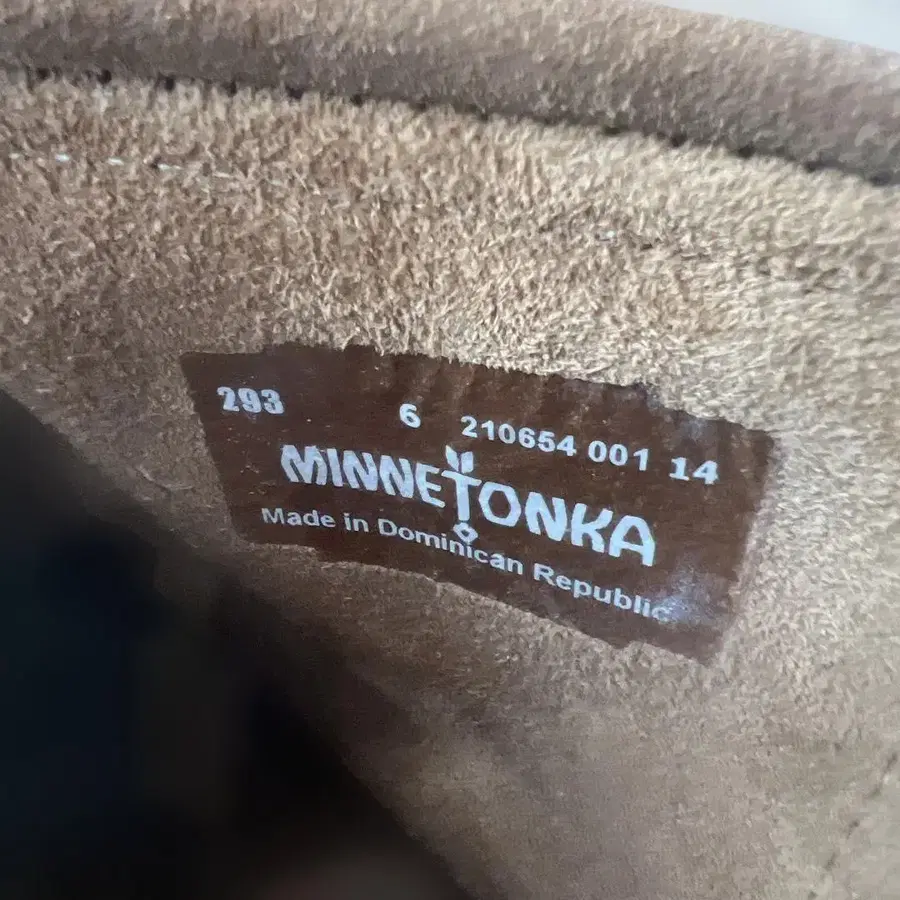 293 6 210654 001 14
MINNETONKA
Made in Dominican Republic